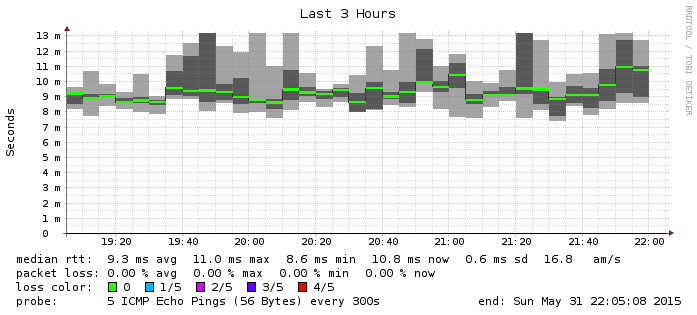 Last 3 Hours
RRDTOOL / TOBI OETIKER
Seconds
13 m
12 m
11 m
10 m
9 m
8 m
7 m
6 m
5 m
4 m
3 m
2 m
1 m
0
19:20 19:40 20:00 20:20 20:40 21:00 21:20 21:40 22:00
median rtt: 9.3 ms avg 11.0 ms max 8.6 ms min 10.8 ms now 0.6 ms sd 16.8 am/s
packet loss: 0.00 % avg 0.00 % max 0.00 % min 0.00 % now
loss color: 0 1/5 2/5 3/5 4/5
probe: 5 ICMP Echo Pings (56 Bytes) every 300s end: Sun May 31 22:05:08 2015